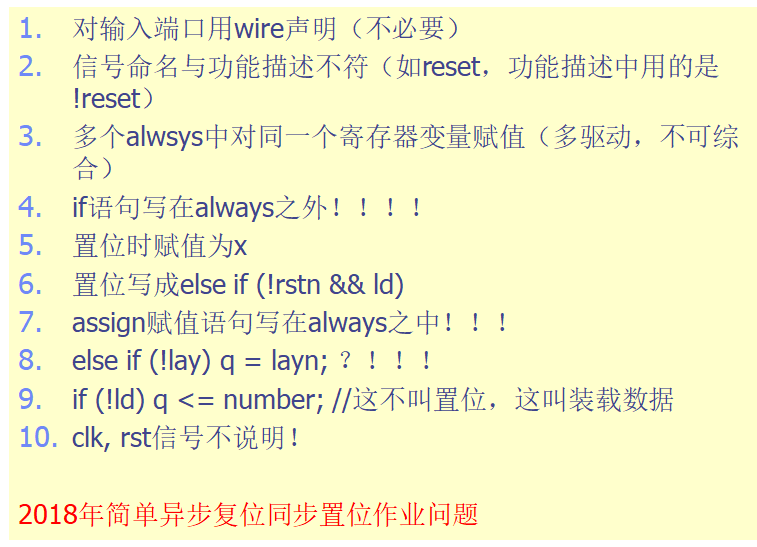 1. 对输入端口用wire声明（不必要）
2. 信号命名与功能描述不符（如reset，功能描述中用的是
!reset）
3. 多个alwsys中对同一个寄存器变量赋值（多驱动，不可综
合）
4. if语句写在always之外！！！！
5. 置位时赋值为x
6. 置位写成else if (!rstn && ld)
7. assign赋值语句写在always之中！！！
8. else if (!lay) q = layn; ？！！！
9. if (!ld) q <= number; //这不叫置位，这叫装载数据
10. clk, rst信号不说明！
2018年简单异步复位同步置位作业问题